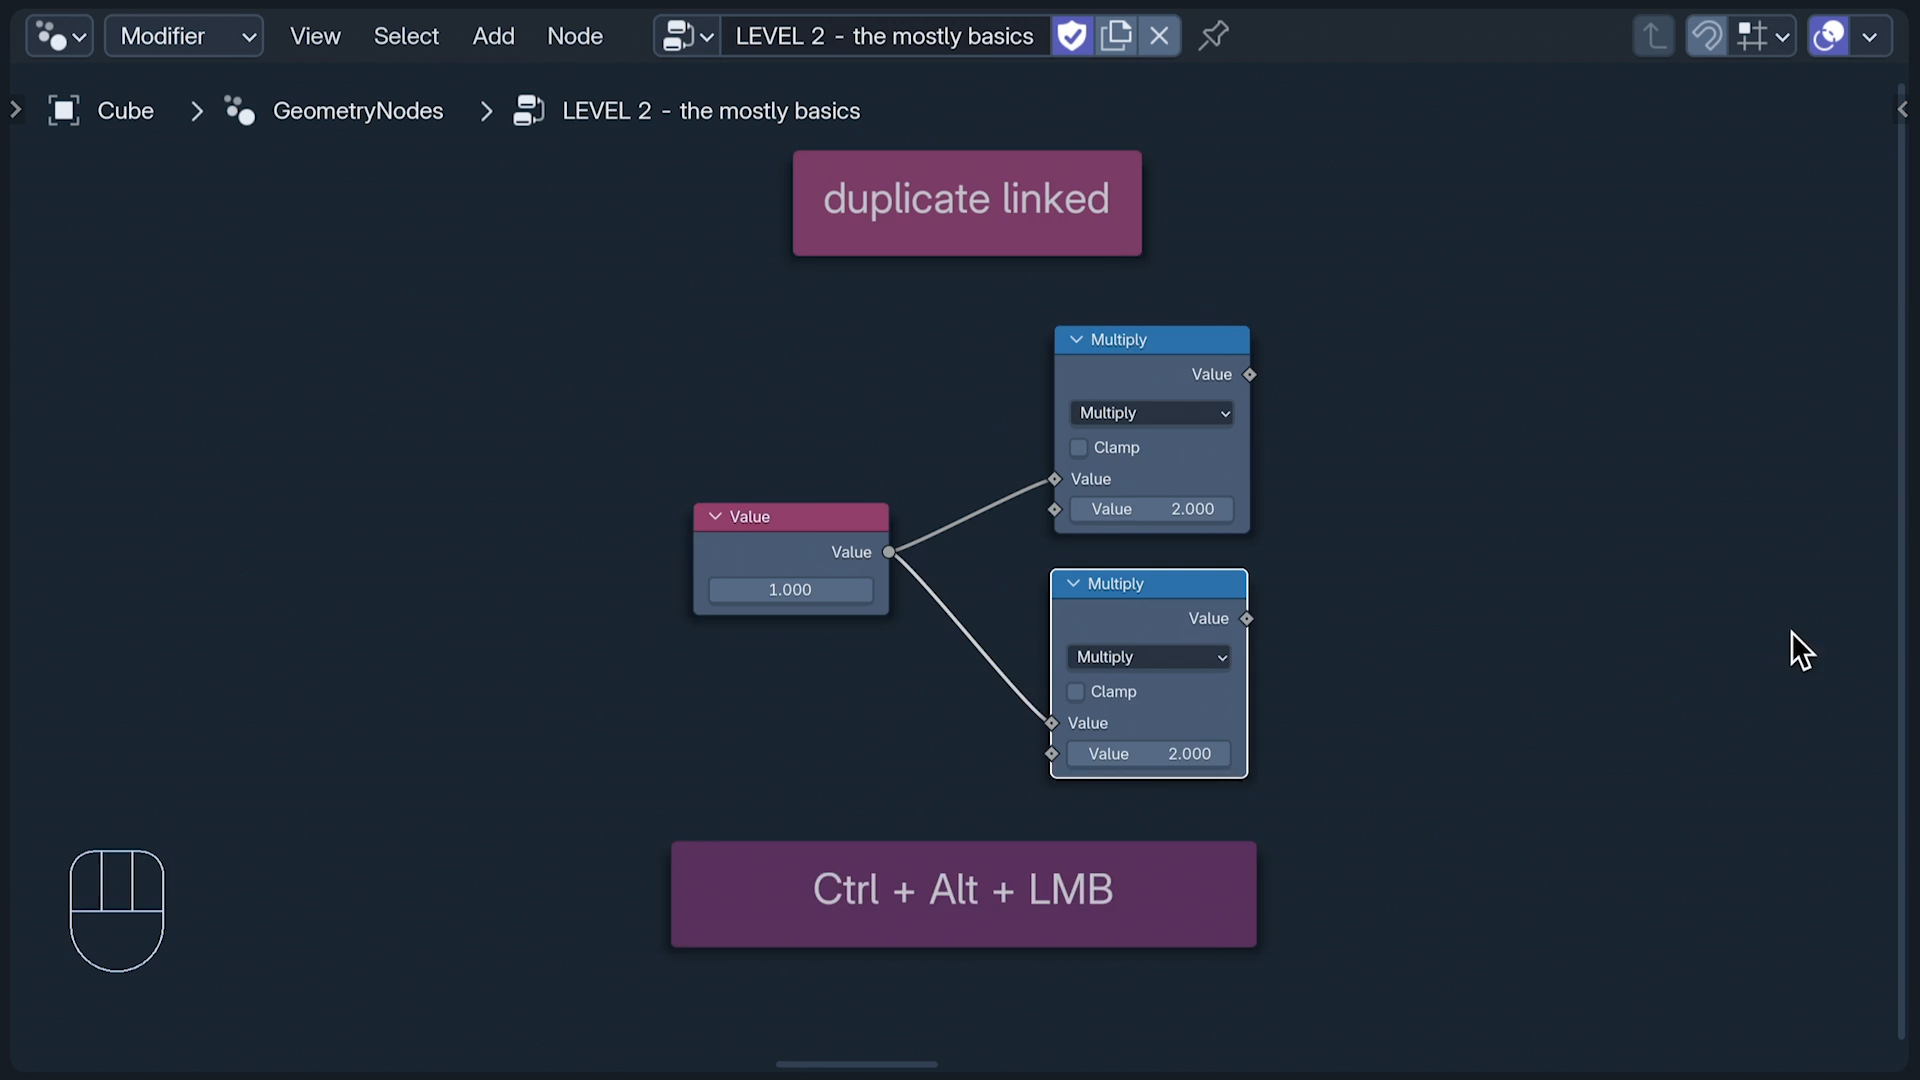 Modifier View Select Add Node LEVEL 2 - the mostly basics
Cube GeometryNodes LEVEL 2 - the mostly basics
duplicate linked
Multiply
Value
Multiply
Clamp
Value
Value 2.000
Value
Value
1.000
Multiply
Value
Multiply
Clamp
Value
Value 2.000
Ctrl + Alt + LMB